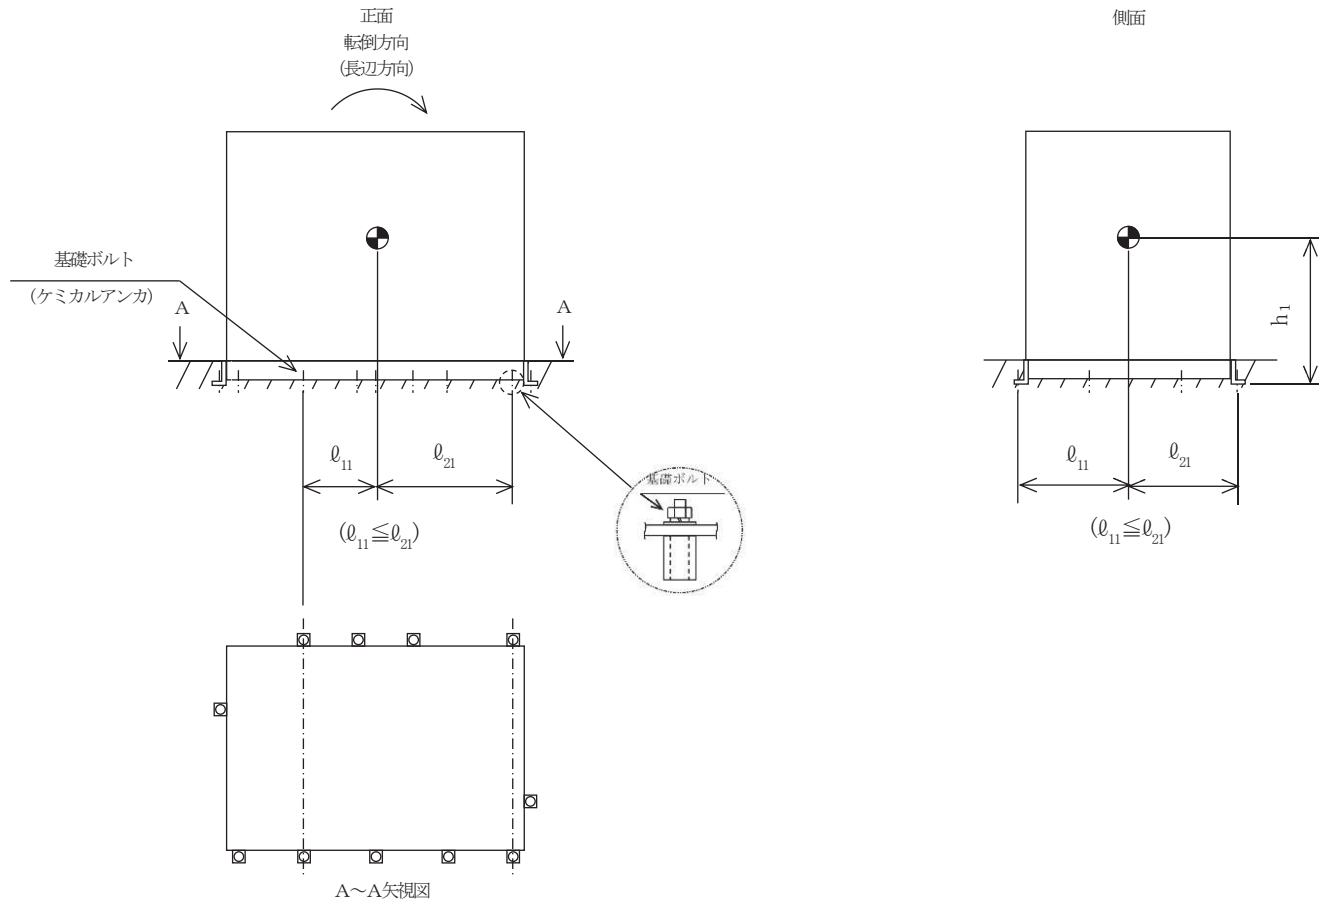 正面
転倒方向
(長辺方向)
側面
基礎ボルト
(ケミカルアンカ)
A
A
h1
ℓ11
ℓ21
(ℓ11≦ℓ21)
基礎ボルト
ℓ11
ℓ21
(ℓ11≦ℓ21)
A～A矢視図